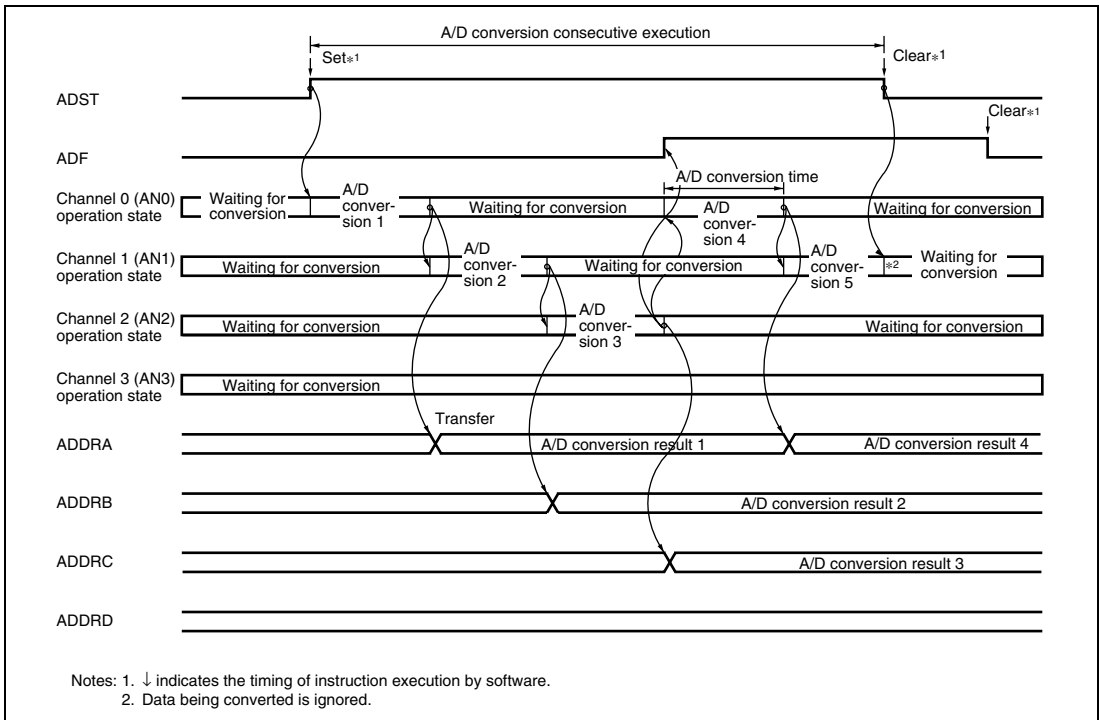 A/D conversion consecutive execution
Set*1
Clear*1
ADST
Clear*1
ADF
A/D conversion time
Channel 0 (AN0)
operation state
Waiting for
conversion
A/D
conver-
sion 1
Waiting for conversion
A/D
conver-
sion 4
Waiting for conversion
Channel 1 (AN1)
operation state
Waiting for conversion
A/D
conver-
sion 2
Waiting for conversion
A/D
conver-
sion 5
*2
Waiting for
conversion
Channel 2 (AN2)
operation state
Waiting for conversion
A/D
conver-
sion 3
Waiting for conversion
Channel 3 (AN3)
operation state
Waiting for conversion
Transfer
ADDRA
A/D conversion result 1
A/D conversion result 4
ADDRB
A/D conversion result 2
ADDRC
A/D conversion result 3
ADDRD
Notes: 1. ↓ indicates the timing of instruction execution by software.
2. Data being converted is ignored.